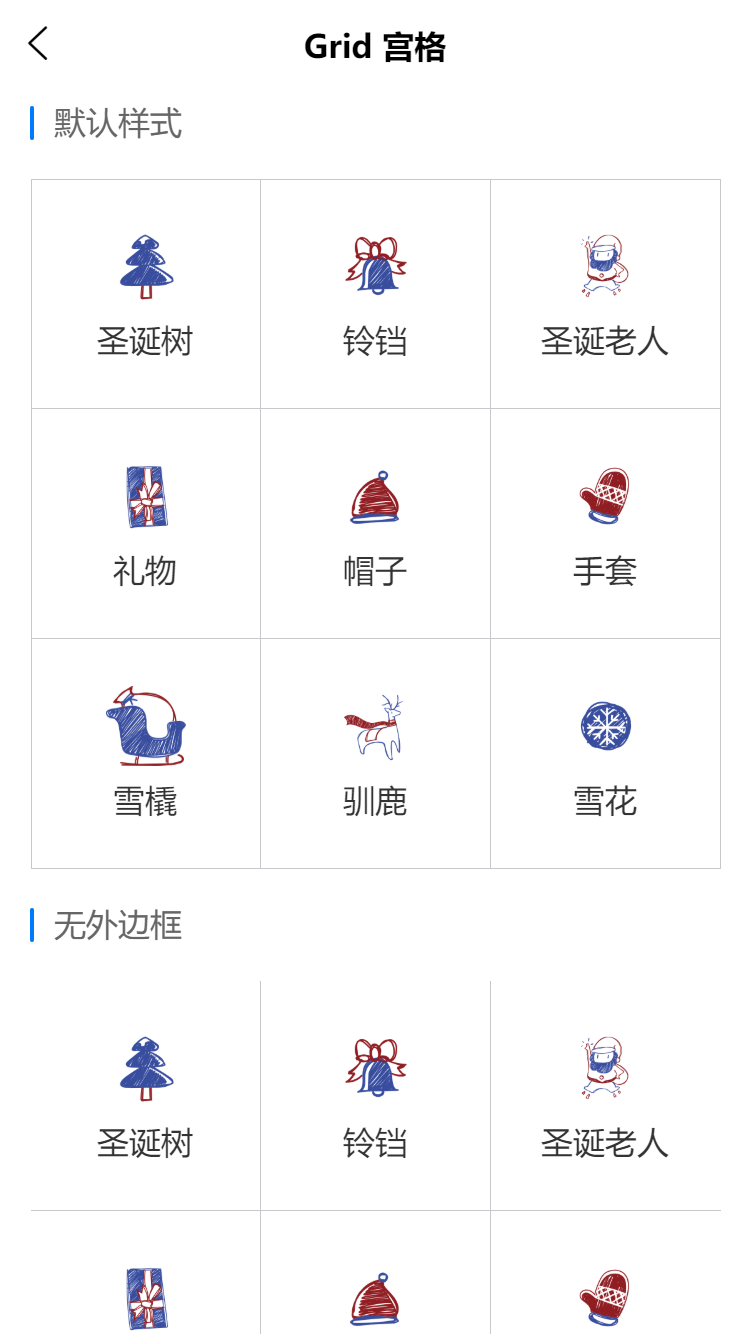 Grid 宫格
默认样式
圣诞树 铃铛 圣诞老人
礼物 帽子 手套
雪橇 驯鹿 雪花
无外边框
圣诞树 铃铛 圣诞老人